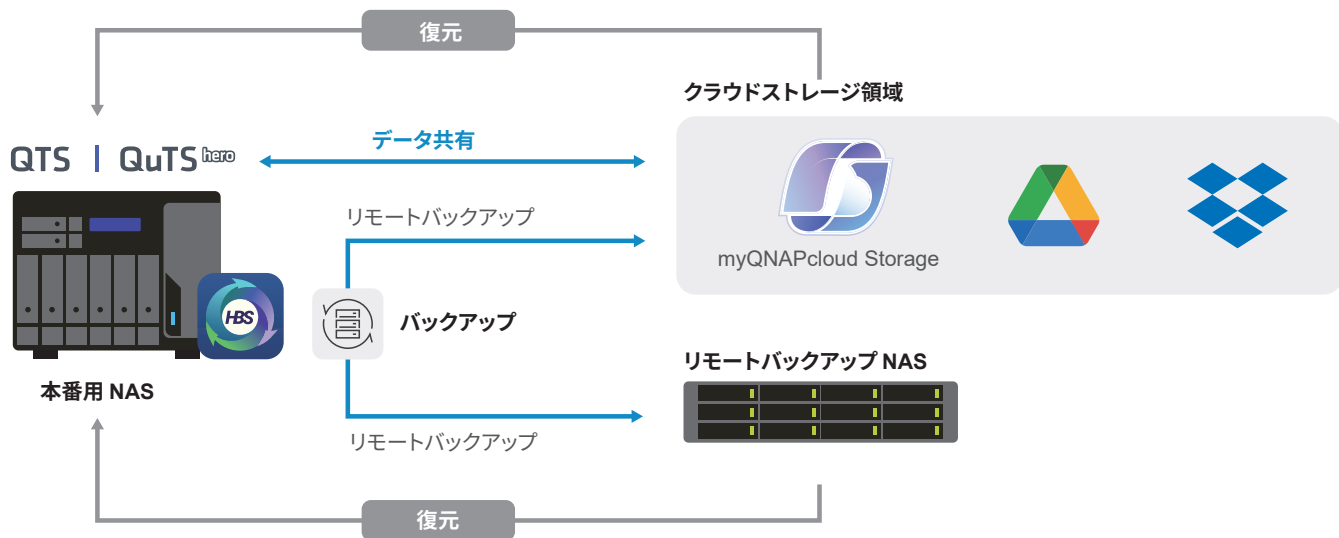 復元
クラウドストレージ領域
データ共有
QTS | QuTS hero
リモートバックアップ
myQNAPcloud Storage
HBS
バックアップ
リモートバックアップ NAS
本番用 NAS
リモートバックアップ
復元